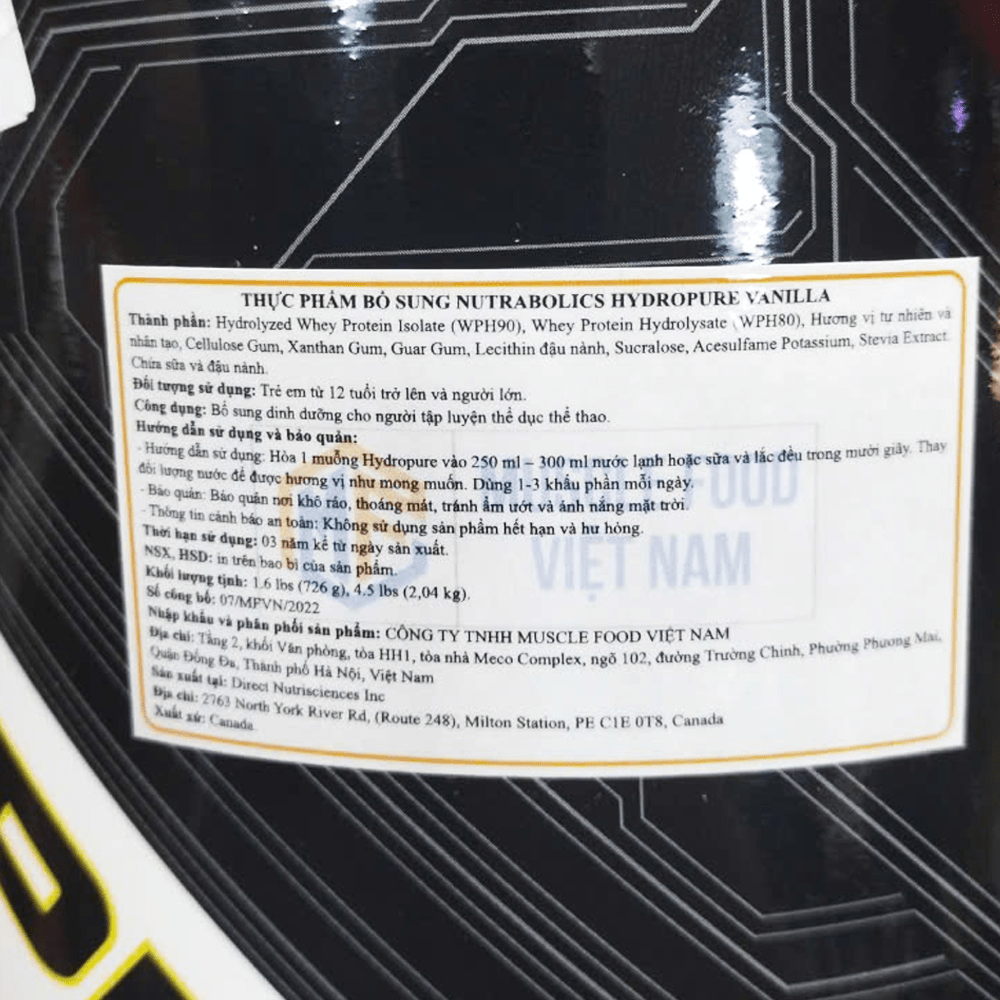 THỰC PHẨM BỔ SUNG NUTRABOLICS HYDROPURE VANILLA
Thành phần: Hydrolyzed Whey Protein Isolate (WPH90), Whey Protein Hydrolysate (WPH80), Hương vị tự nhiên và
nhân tạo, Cellulose Gum, Xanthan Gum, Guar Gum, Lecithin đậu nành, Sucralose, Acesulfame Potassium, Stevia Extract.
Chứa sữa và đậu nành.
Đối tượng sử dụng: Trẻ em từ 12 tuổi trở lên và người lớn.
Công dụng: Bổ sung dinh dưỡng cho người tập luyện thể dục thể thao.
Hướng dẫn sử dụng và bảo quản:
- Hướng dẫn sử dụng: Hòa 1 muỗng Hydropure vào 250 ml – 300 ml nước lạnh hoặc sữa và lắc đều trong mười giây. Thay
đổi lượng nước để được hương vị như mong muốn. Dùng 1-3 khẩu phần mỗi ngày.
- Bảo quản: Bảo quản nơi khô ráo, thoáng mát, tránh ẩm ướt và ánh nắng mặt trời.
- Thông tin cảnh báo an toàn: Không sử dụng sản phẩm hết hạn và hư hỏng.
Thời hạn sử dụng: 03 năm kể từ ngày sản xuất.
NSX, HSD: in trên bao bì của sản phẩm.
Khối lượng tịnh: 1.6 lbs (726 g), 4.5 lbs (2,04 kg).
Số công bố: 07/MFVN/2022
Nhập khẩu và phân phối sản phẩm: CÔNG TY TNHH MUSCLE FOOD VIỆT NAM
Địa chỉ: Tầng 2, khối Văn phòng, tòa HH1, tòa nhà Meco Complex, ngõ 102, đường Trường Chinh, Phường Phương Mai,
Quận Đống Đa, Thành phố Hà Nội, Việt Nam
Sản xuất tại: Direct Nutrisciences Inc
Địa chỉ: 2763 North York River Rd, (Route 248), Milton Station, PE C1E 0T8, Canada
Xuất xứ: Canada.
FOOD
VIỆT NAM